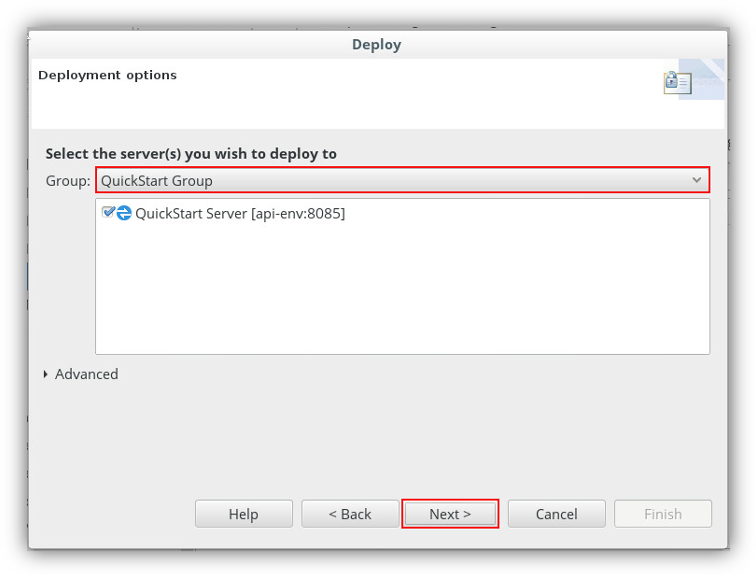 Deploy
Deployment options
Select the server(s) you wish to deploy to
Group: QuickStart Group
QuickStart Server [api-env:8085]
Advanced
Help < Back Next > Cancel Finish